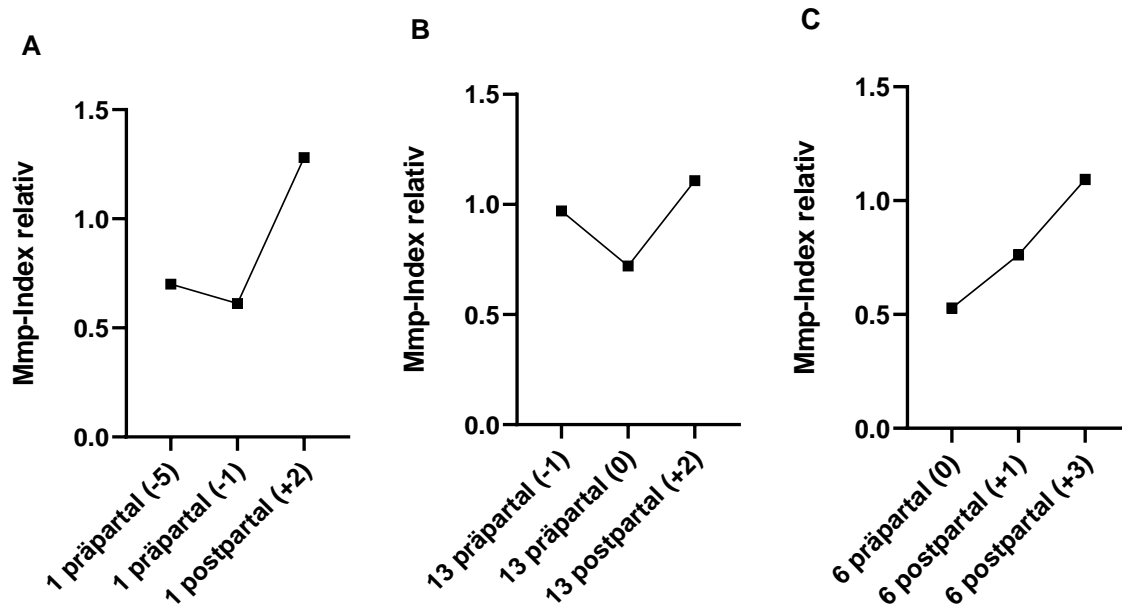 A
Mmp-Index relativ
1.5
1.0
0.5
0.0
1 präpartal (-5)
1 präpartal (-1)
1 postpartal (+2)
B
Mmp-Index relativ
1.5
1.0
0.5
0.0
13 präpartal (-1)
13 präpartal (0)
13 postpartal (+2)
C
Mmp-Index relativ
1.5
1.0
0.5
0.0
6 präpartal (0)
6 postpartal (+1)
6 postpartal (+3)